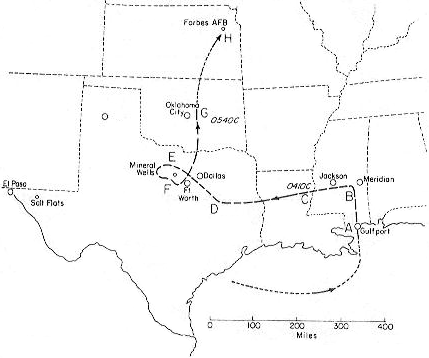 Forbes AFB
H
Oklahoma
City
G
0540C
Mineral
Wells
E
F
Dallas
Ft
Worth
D
0410C
C
Jackson
Meridian
B
A
Gulfport
El Paso
Salt Flats
0 100 200 300 400
Miles